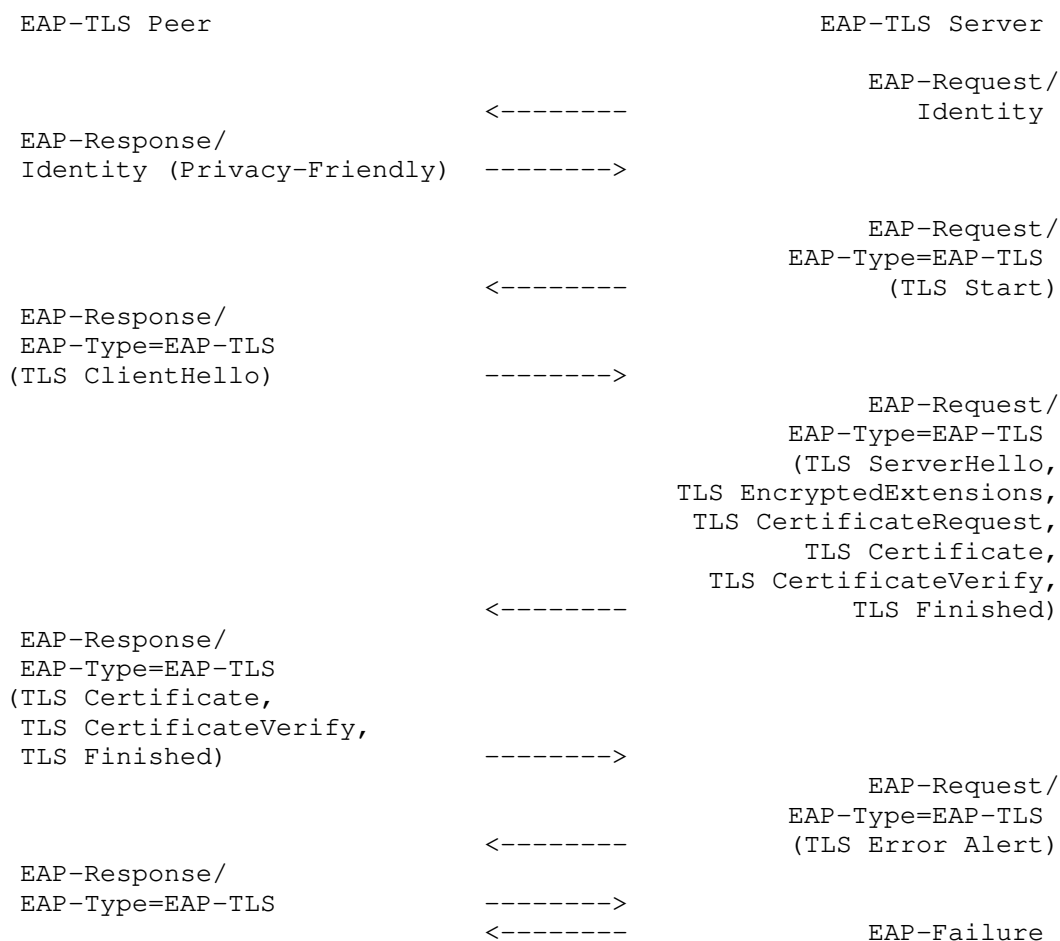 EAP-TLS Peer                                      EAP-TLS Server
                                                     EAP-Request/
                                    <--------            Identity
EAP-Response/
Identity (Privacy-Friendly)  -------->
                                                     EAP-Request/
                                                EAP-Type=EAP-TLS
                                    <--------         (TLS Start)
EAP-Response/
EAP-Type=EAP-TLS
(TLS ClientHello)            -------->
                                                     EAP-Request/
                                                EAP-Type=EAP-TLS
                                                (TLS ServerHello,
                                         TLS EncryptedExtensions,
                                          TLS CertificateRequest,
                                                 TLS Certificate,
                                           TLS CertificateVerify,
                                    <--------       TLS Finished)
EAP-Response/
EAP-Type=EAP-TLS
(TLS Certificate,
TLS CertificateVerify,
TLS Finished)                -------->
                                                     EAP-Request/
                                                EAP-Type=EAP-TLS
                                    <--------   (TLS Error Alert)
EAP-Response/
EAP-Type=EAP-TLS             -------->
                                    <--------        EAP-Failure